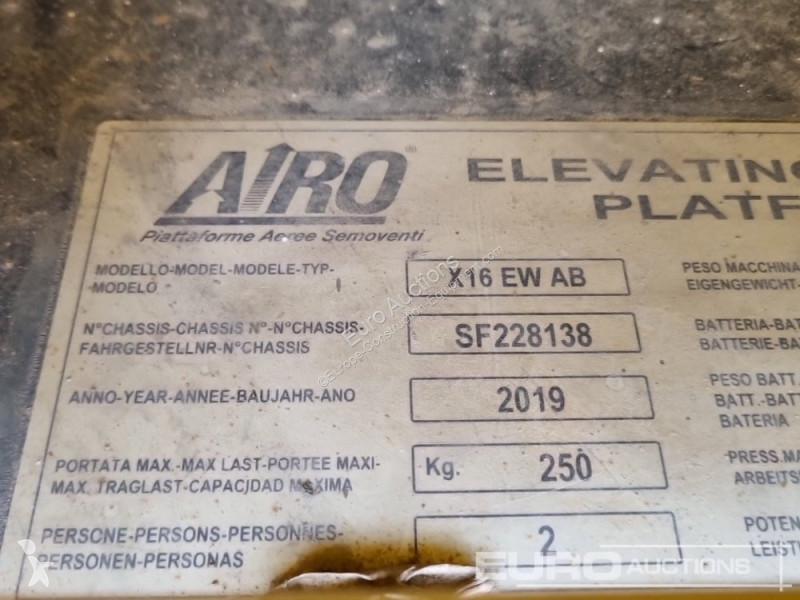 AIRO®
Piattaforme Aeree Semoventi
ELEVATING
PLATF
MODELLO-MODEL-MODELE-TYP-
MODELO
X16 EW AB
N°CHASSIS-CHASSIS N°-N°CHASSIS-
FAHRGESTELLNR-N°CHASSIS
SF228138
ANNO-YEAR-ANNEE-BAUJAHR-ANO
2019
PORTATA MAX.-MAX LAST-PORTEE MAXI-
MAX. TRAGLAST-CAPACIDAD MAXIMA
Kg. 250
PERSONE-PERSONS-PERSONNES-
PERSONEN-PERSONAS
2
PESO MACCHINA
EIGENGEWICHT-
BATTERIA-BAT
BATTERIE-BAT
PESO BATT.
BATT.-BAT
BATERIA
PRESS.MA
ARBEITS
POTEN
LEIST
Euro Auctions
EURO
AUCTIONS